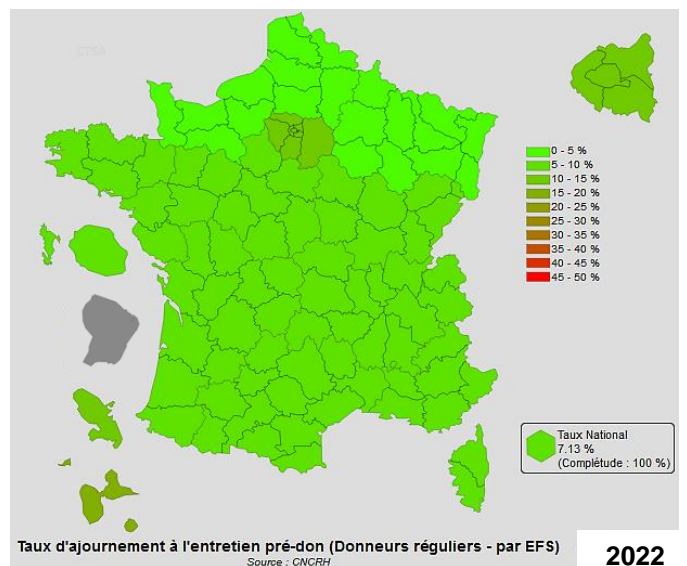 CTSA
0 - 5 %
5 - 10 %
10 - 15 %
15 - 20 %
20 - 25 %
25 - 30 %
30 - 35 %
35 - 40 %
40 - 45 %
45 - 50 %
Taux National
7.13 %
(Complétude : 100 %)
Taux d'ajournement à l'entretien pré-don (Donneurs réguliers - par EFS)
Source : CNCRH
2022